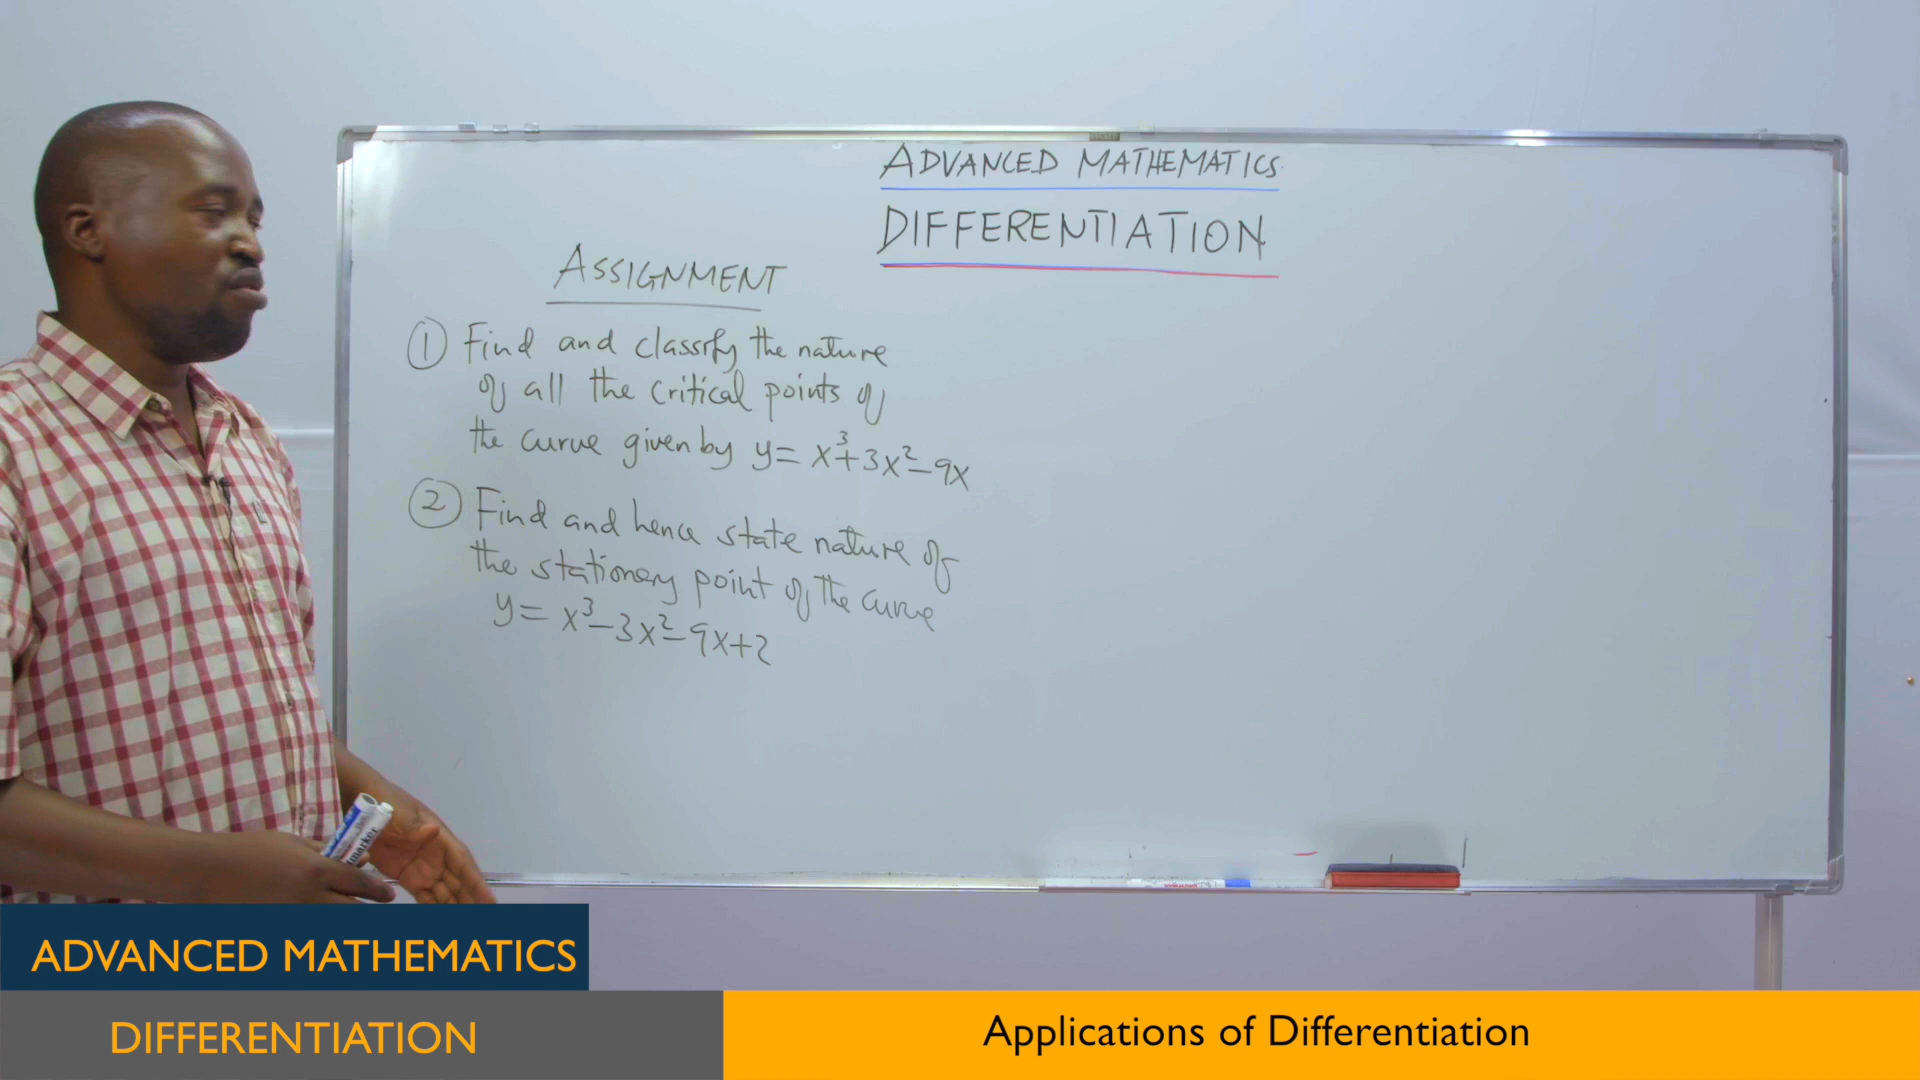 ADVANCED MATHEMATICS
DIFFERENTIATION
ASSIGNMENT
① Find and classify the nature
of all the critical points of
the curve given by y = x³+3x²-9x
② Find and hence state nature of
the stationery point of the curve
y = x³-3x²-9x+2
marker
ADVANCED MATHEMATICS
DIFFERENTIATION
Applications of Differentiation